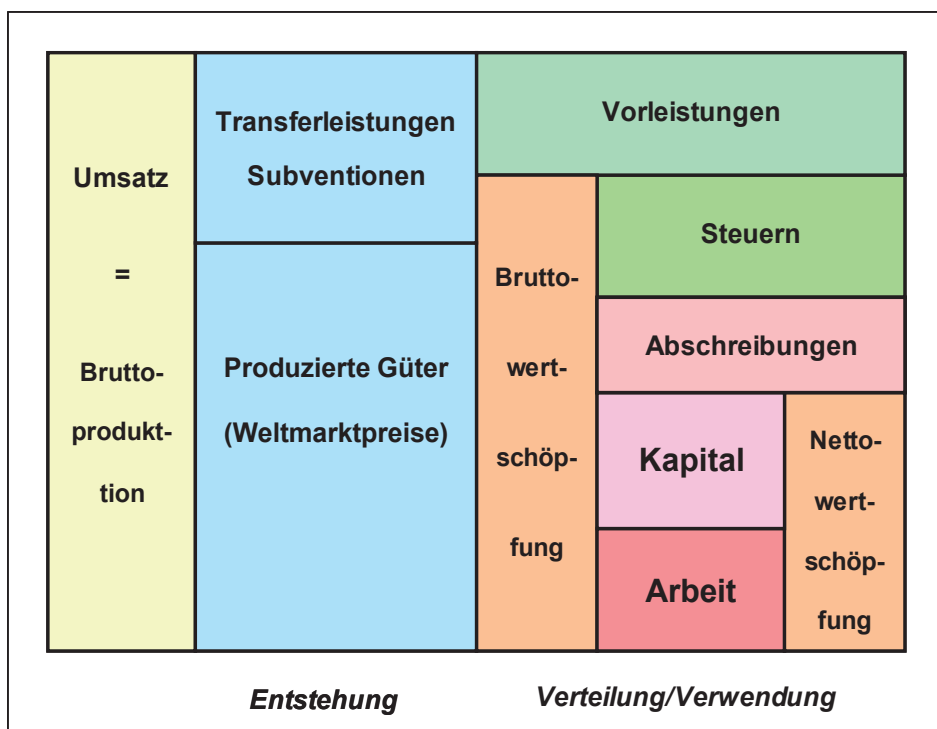 Umsatz
=
Brutto-
produkt-
tion
Transferleistungen
Subventionen
Produzierte Güter
(Weltmarktpreise)
Vorleistungen
Brutto-
wert-
schöp-
fung
Steuern
Abschreibungen
Kapital
Arbeit
Netto-
wert-
schöp-
fung
Entstehung
Verteilung/Verwendung